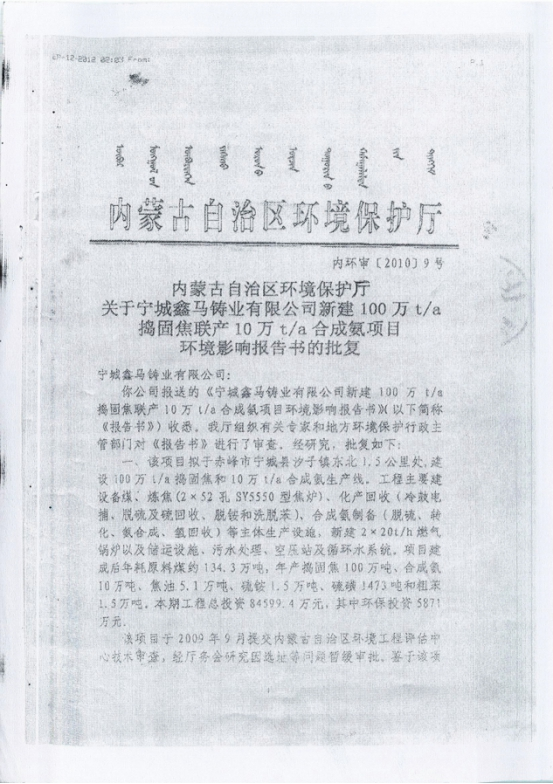 07-12-2010 02:03 From:
P.1
内蒙古自治区环境保护厅
内环审〔2010〕9号
内蒙古自治区环境保护厅
关于宁城鑫马铸业有限公司新建100万t/a
捣固焦联产10万t/a合成氨项目
环境影响报告书的批复
宁城鑫马铸业有限公司:
你公司报送的《宁城鑫马铸业有限公司新建 100 万 t/a
捣固焦联产10万t/a合成氨项目环境影响报告书》(以下简称
《报告书》)收悉。我厅组织有关专家和地方环境保护行政主
管部门对《报告书》进行了审查。经研究,批复如下:
一、该项目拟于赤峰市宁城县汐子镇东北1.5公里处,建
设100万t/a捣固焦和10万t/a合成氨生产线。工程主要建
设备煤、炼焦(2×52孔SY5550型焦炉)、化产回收(冷鼓电
捕、脱硫及硫回收、脱铵和洗脱苯)、合成氨制备(脱硫、转
化、氨合成、氢回收)等主体生产设施,新建2×20t/h燃气
锅炉以及储运设施、污水处理、空压站及循环水系统。项目建
成后年耗原料煤约134.3万吨,年产捣固焦100万吨、合成氨
10万吨、焦油5.1万吨、硫铵1.5万吨、硫磺1473吨和粗苯
1.5万吨。本期工程总投资84599.4万元,其中环保投资5871
万元.
该项目于2009年9月提交内蒙古自治区环境工程评估中
心技术审查,经厅务会研究因选址等问题暂缓审批。鉴于该项